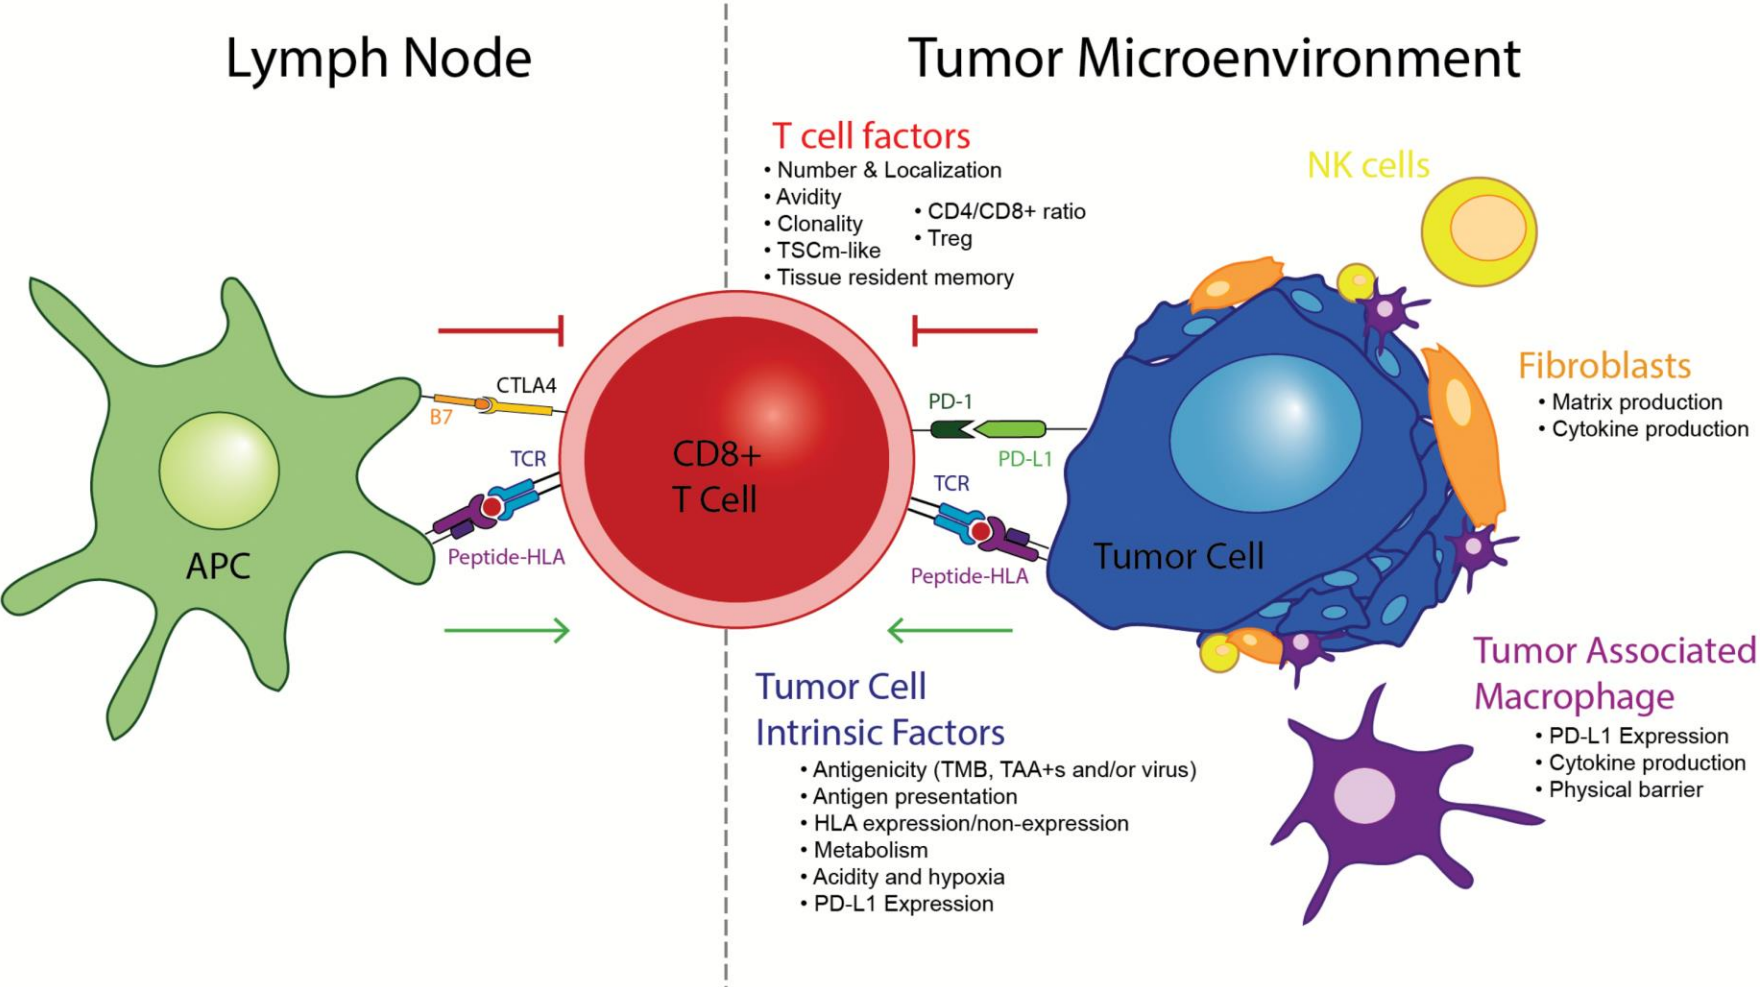 Lymph Node
Tumor Microenvironment
T cell factors
• Number & Localization
• Avidity
• Clonality
• TSCm-like
• Tissue resident memory
• CD4/CD8+ ratio
• Treg
NK cells
CTLA4
B7
TCR
Peptide-HLA
APC
CD8+
T Cell
PD-1
PD-L1
TCR
Peptide-HLA
Tumor Cell
Fibroblasts
• Matrix production
• Cytokine production
Tumor Cell
Intrinsic Factors
• Antigenicity (TMB, TAA+s and/or virus)
• Antigen presentation
• HLA expression/non-expression
• Metabolism
• Acidity and hypoxia
• PD-L1 Expression
Tumor Associated
Macrophage
• PD-L1 Expression
• Cytokine production
• Physical barrier